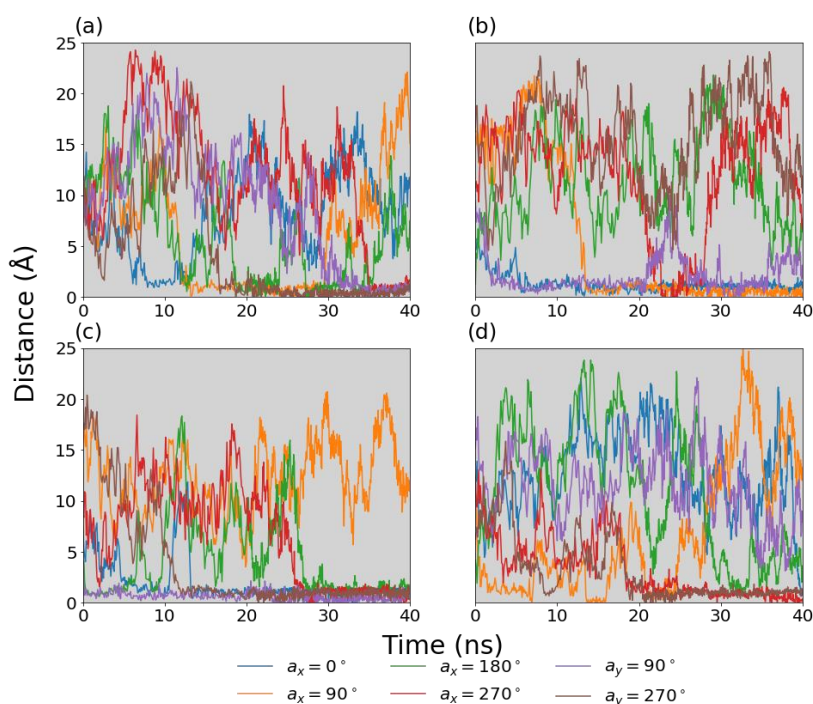 (a) (b)
25
20
15
10
5
0
0 10 20 30 40 0 10 20 30 40
(c) (d)
25
20
15
10
5
0
0 10 20 30 40 0 10 20 30 40
Distance (Å)
Time (ns)
a_x = 0° a_x = 180° a_y = 90°
a_x = 90° a_x = 270° a_y = 270°